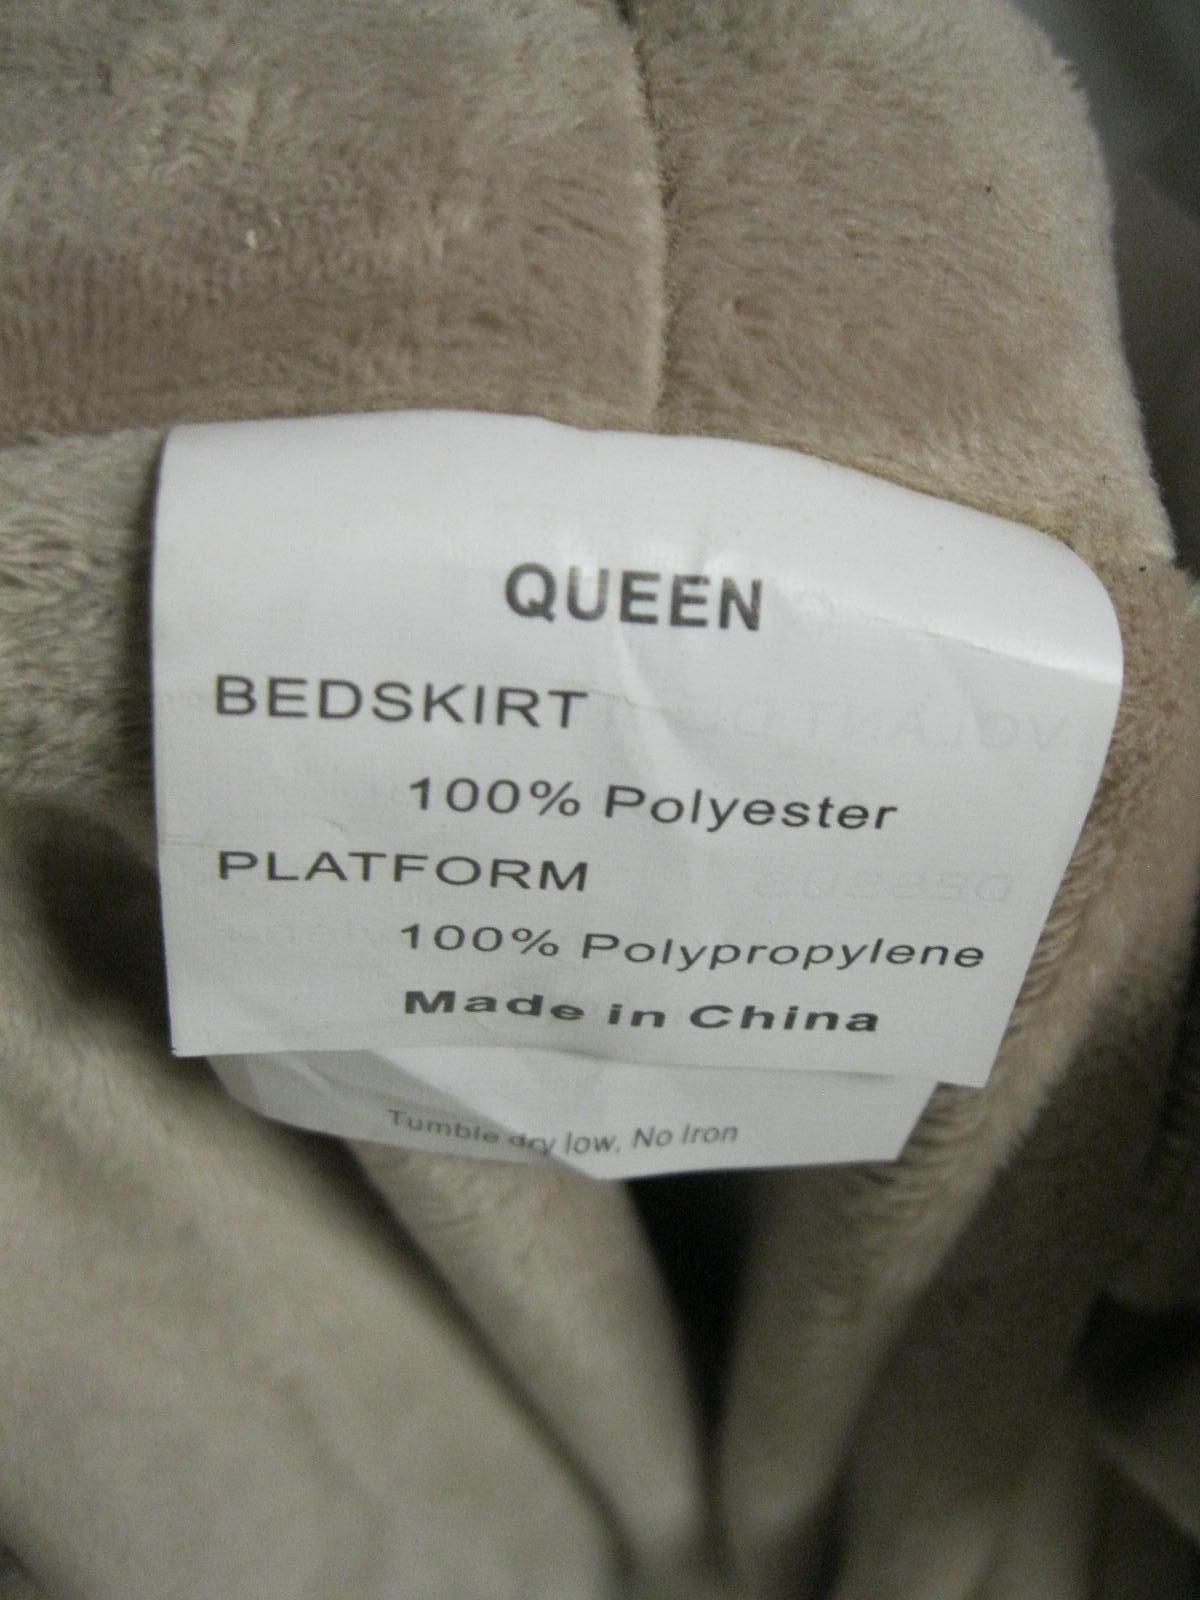 QUEEN
BEDSKIRT
100% Polyester
PLATFORM
100% Polypropylene
Made in China
Tumble dry low, No Iron